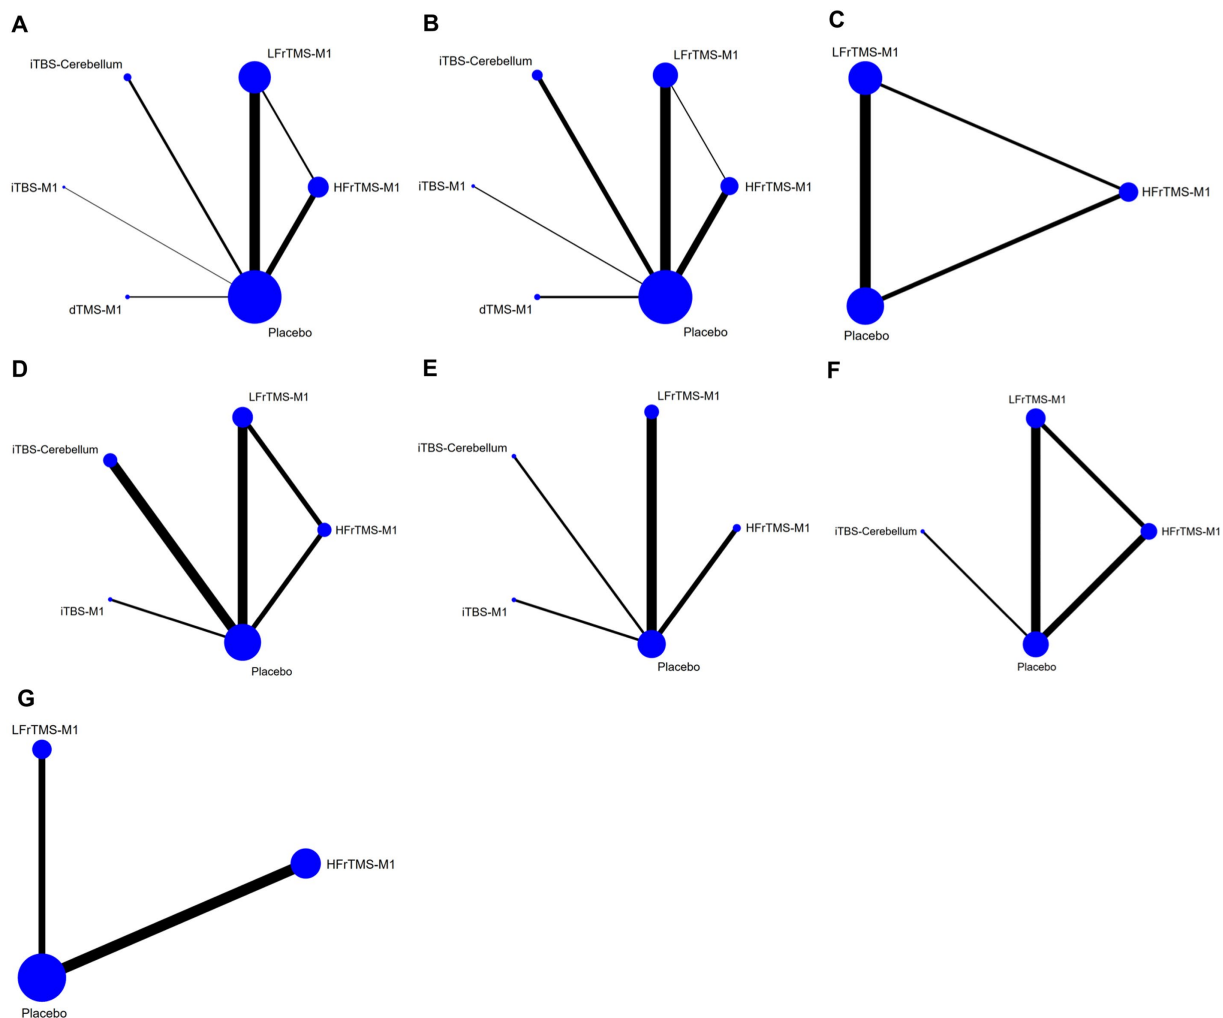 A
LFrTMS-M1
iTBS-Cerebellum
iTBS-M1
HFrTMS-M1
dTMS-M1
Placebo
B
LFrTMS-M1
iTBS-Cerebellum
iTBS-M1
HFrTMS-M1
dTMS-M1
Placebo
C
LFrTMS-M1
HFrTMS-M1
Placebo
D
LFrTMS-M1
iTBS-Cerebellum
HFrTMS-M1
iTBS-M1
Placebo
E
LFrTMS-M1
iTBS-Cerebellum
HFrTMS-M1
iTBS-M1
Placebo
F
LFrTMS-M1
iTBS-Cerebellum
HFrTMS-M1
Placebo
G
LFrTMS-M1
HFrTMS-M1
Placebo